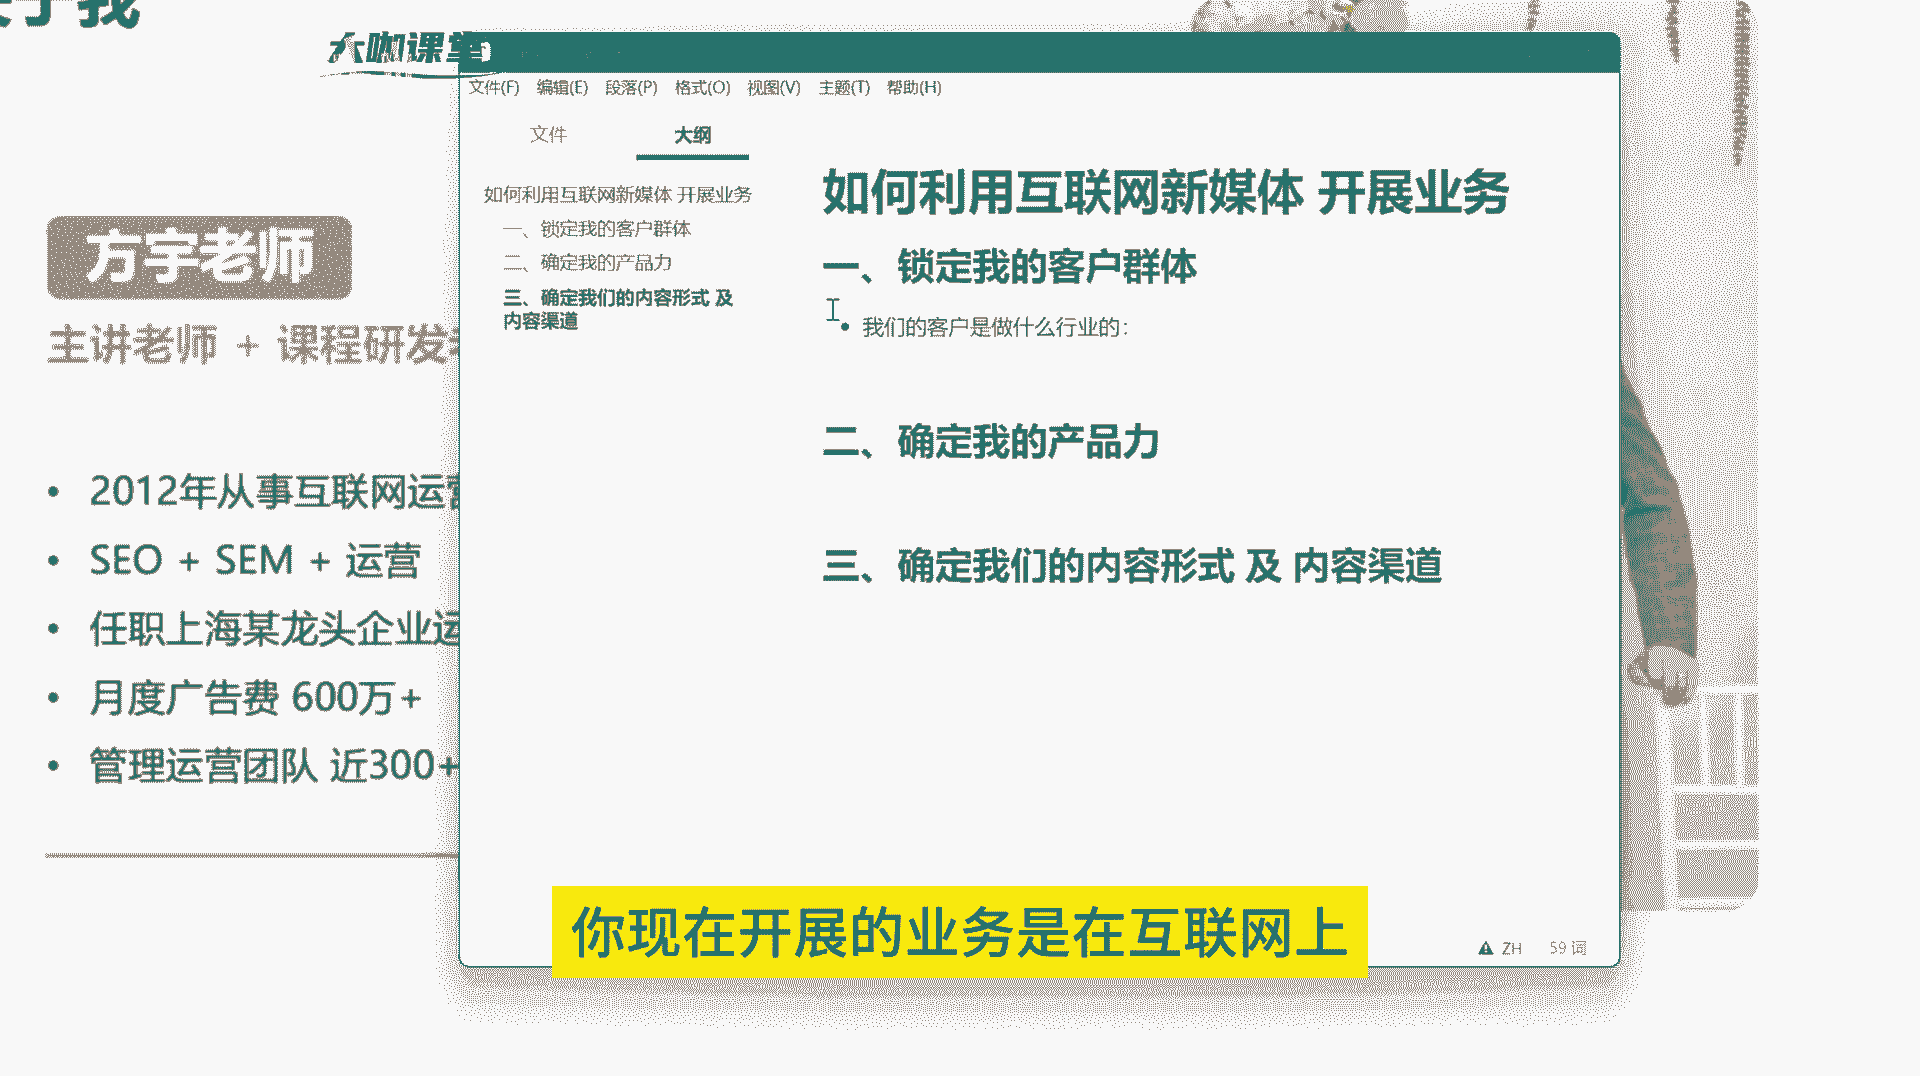 于我
大咖课堂
方宇老师
主讲老师 + 课程研发
2012年从事互联网运营
SEO + SEM + 运营
任职上海某龙头企业运
月度广告费 600万+
管理运营团队 近300+
文件(F) 编辑(E) 段落(P) 格式(O) 视图(V) 主题(T) 帮助(H)
文件 大纲
如何利用互联网新媒体 开展业务
一、锁定我的客户群体
二、确定我的产品力
三、确定我们的内容形式 及
内容渠道
如何利用互联网新媒体 开展业务
一、锁定我的客户群体
我们的客户是做什么行业的：
二、确定我的产品力
三、确定我们的内容形式 及 内容渠道
ZH 59 词
你现在开展的业务是在互联网上